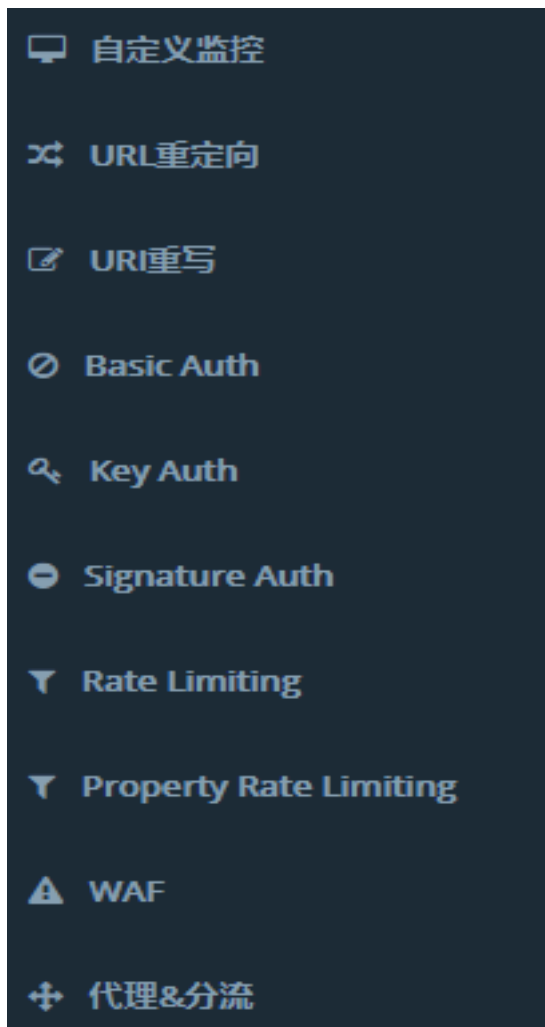 自定义监控
URL重定向
URI重写
Basic Auth
Key Auth
Signature Auth
Rate Limiting
Property Rate Limiting
WAF
代理&分流